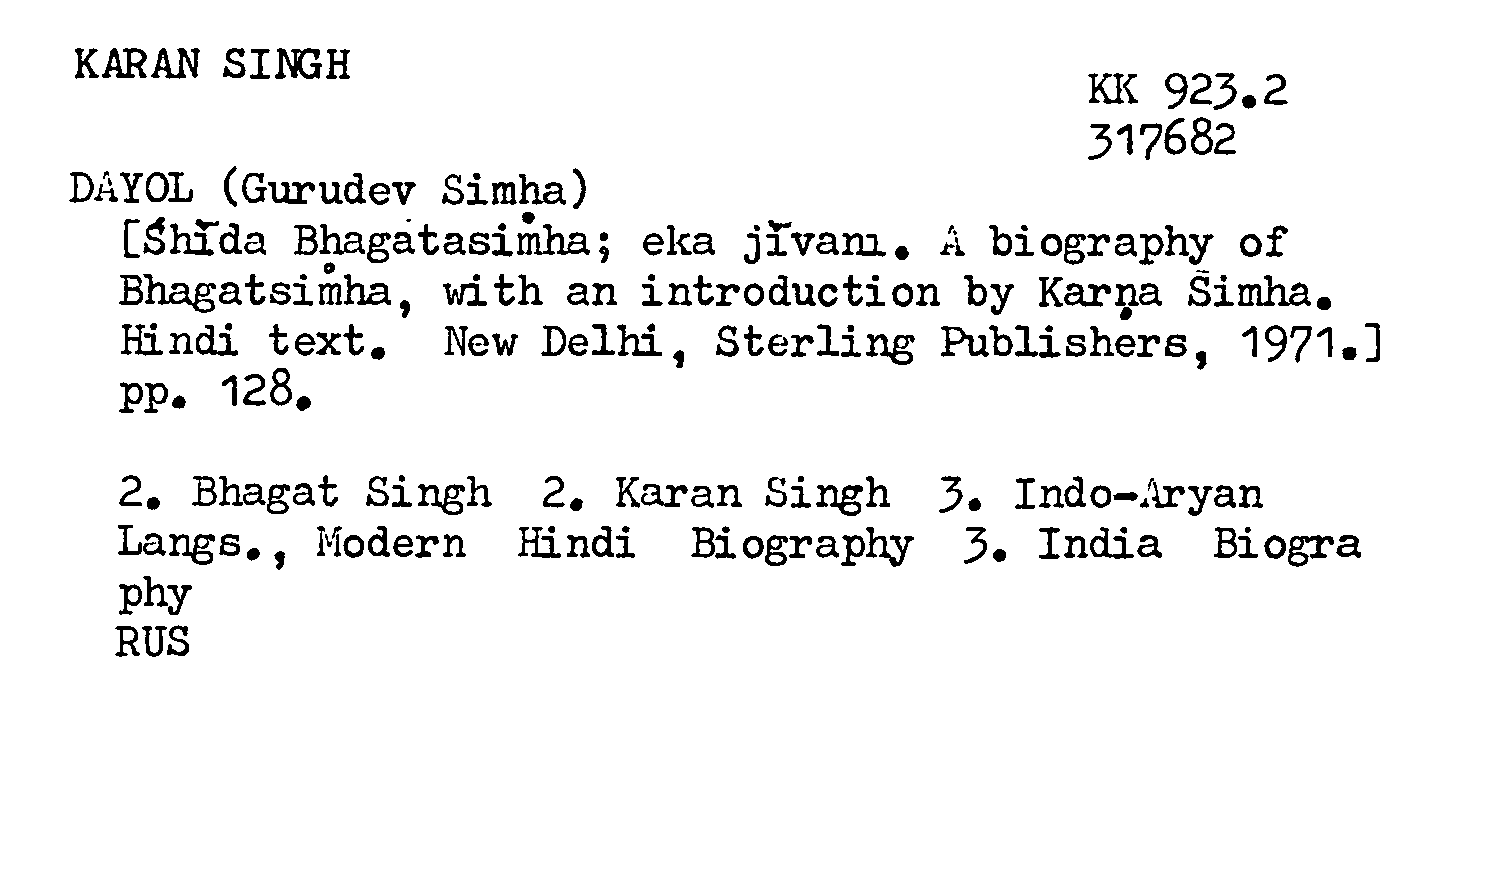 KARAN SINGH
KK 923.2
317682
DAYOL (Gurudev Simha)
[Śhīda Bhagatasiṁha; eka jīvanī. A biography of
Bhagatsiṁha, with an introduction by Karṇa Simha.
Hindi text. New Delhi, Sterling Publishers, 1971.]
pp. 128.
2. Bhagat Singh 2. Karan Singh 3. Indo-Aryan
Langs., Modern Hindi Biography 3. India Biogra
phy
RUS